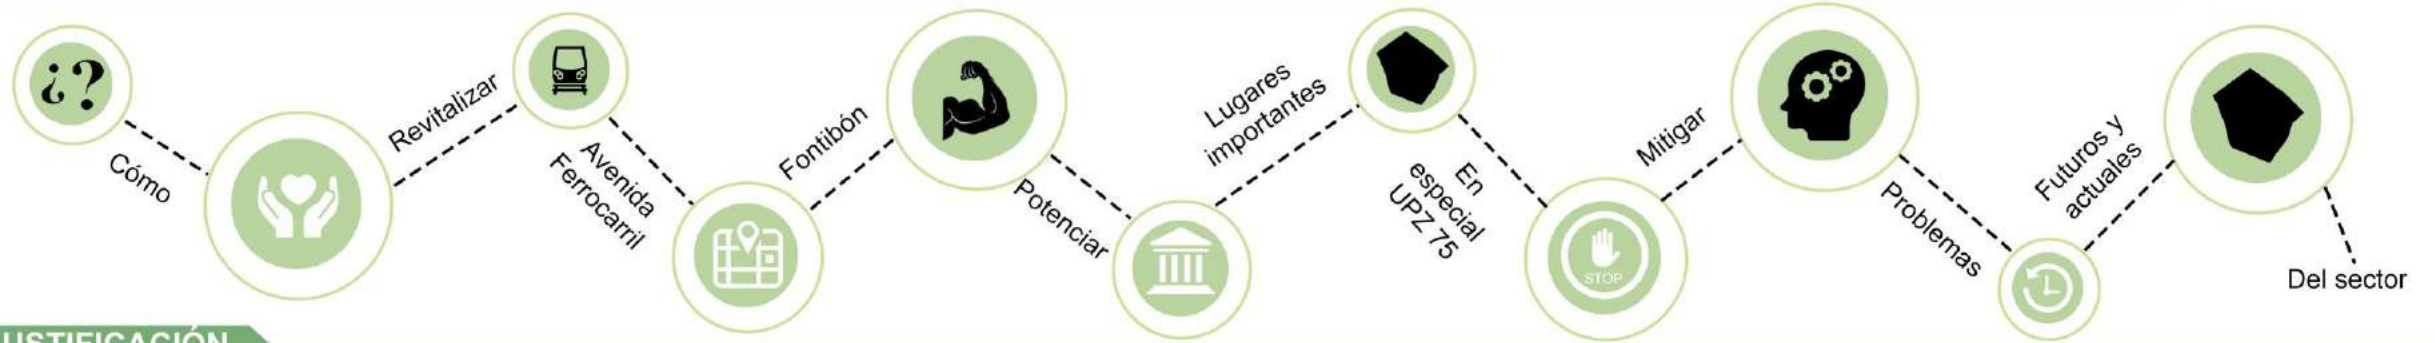 ¿?
Cómo
Revitalizar
Avenida
Ferrocarril
Fontibón
Potenciar
Lugares
importantes
En
especial
UPZ 75
STOP
Mitigar
Problemas
Futuros y
actuales
Del sector
USTIFICACIÓN